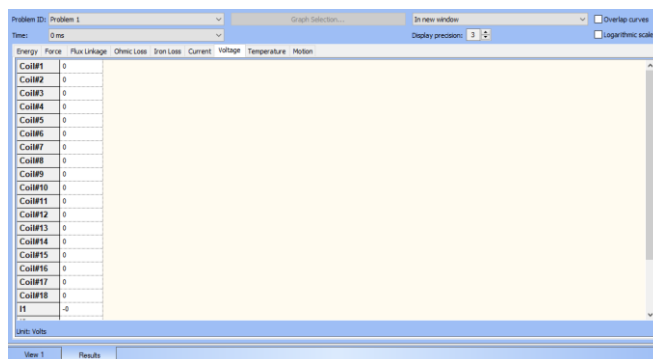 Problem ID: Problem 1 Graph Selection... In new window Overlap curves
Time: 0 ms Display precision: 3 Logarithmic scale
Energy Force Flux Linkage Ohmic Loss Iron Loss Current Voltage Temperature Motion
Coil#1 0
Coil#2 0
Coil#3 0
Coil#4 0
Coil#5 0
Coil#6 0
Coil#7 0
Coil#8 0
Coil#9 0
Coil#10 0
Coil#11 0
Coil#12 0
Coil#13 0
Coil#14 0
Coil#15 0
Coil#16 0
Coil#17 0
Coil#18 0
I1 -0
Unit: Volts
View 1 Results